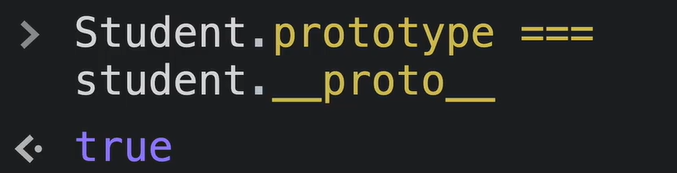 > Student.prototype ===
student.__proto__
true